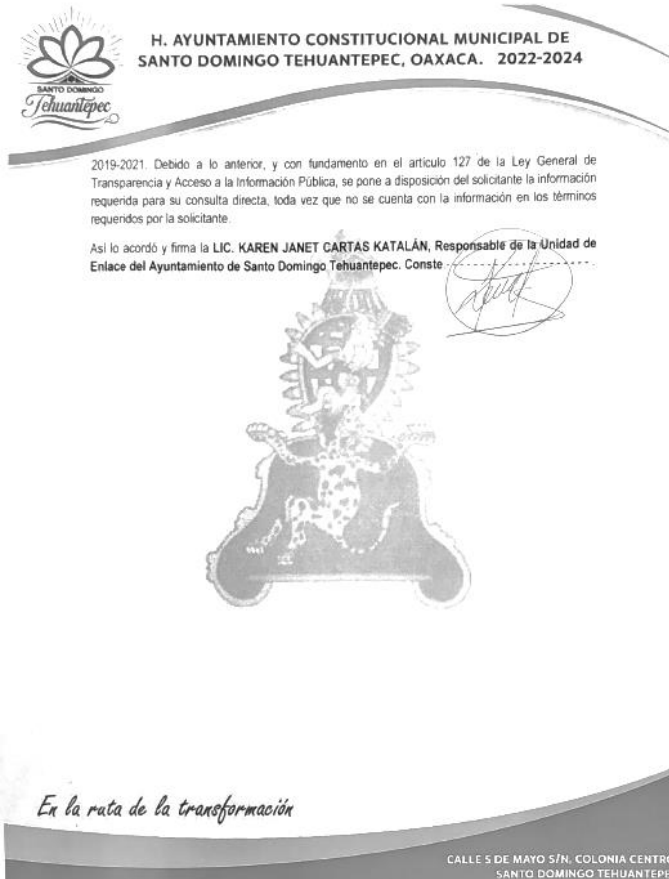 H. AYUNTAMIENTO CONSTITUCIONAL MUNICIPAL DE
SANTO DOMINGO TEHUANTEPEC, OAXACA. 2022-2024
SANTO DOMINGO
Tehuantepec
2019-2021. Debido a lo anterior, y con fundamento en el artículo 127 de la Ley General de
Transparencia y Acceso a la Información Pública, se pone a disposición del solicitante la información
requerida para su consulta directa, toda vez que no se cuenta con la información en los términos
requeridos por la solicitante.
Así lo acordó y firma la LIC. KAREN JANET CARTAS KATALÁN, Responsable de la Unidad de
Enlace del Ayuntamiento de Santo Domingo Tehuantepec. Conste
En la ruta de la transformación
CALLE 5 DE MAYO S/N, COLONIA CENTRO
SANTO DOMINGO TEHUANTEPE